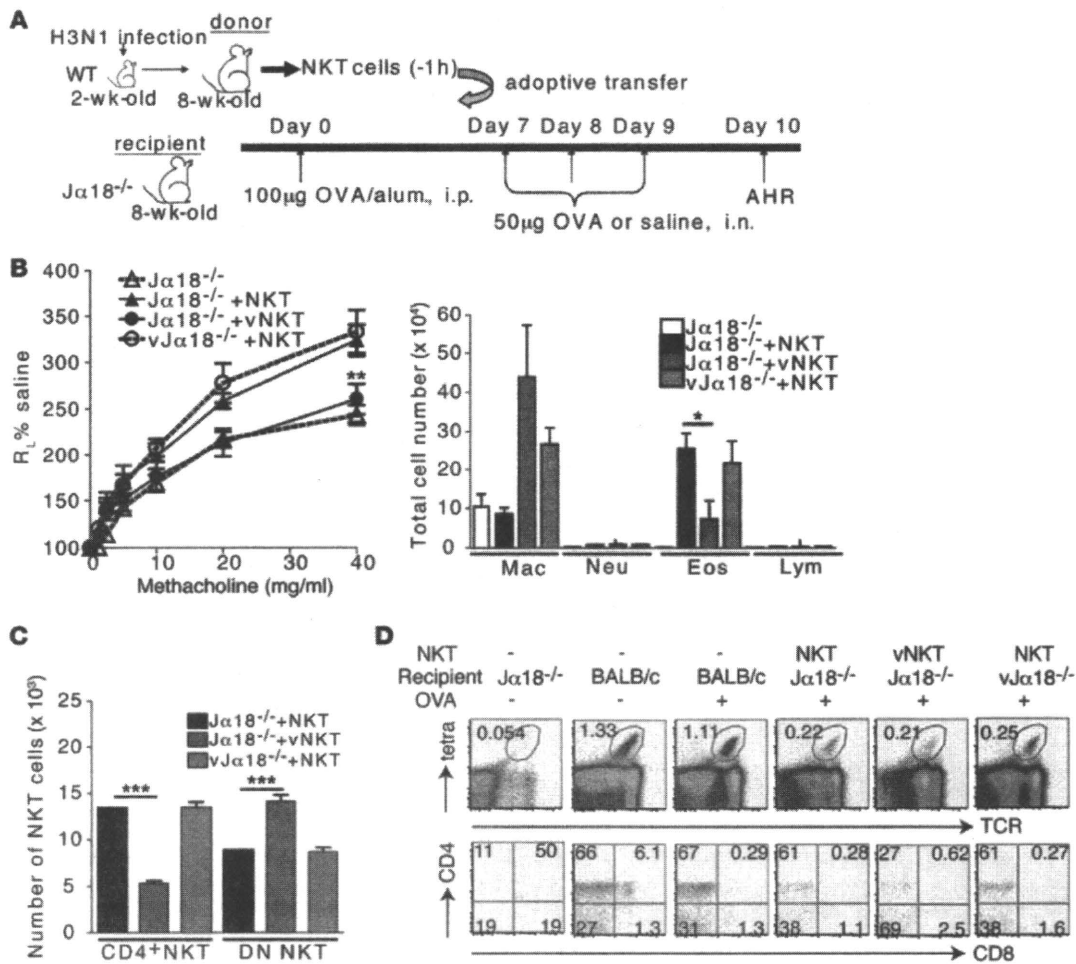 A
H3N1 infection donor
WT
2-wk-old 8-wk-old
NKT cells (-1h)
adoptive transfer
recipient
Jα18-/-
8-wk-old
Day 0 Day 7 Day 8 Day 9 Day 10
100µg OVA/alum., i.p.
50µg OVA or saline, i.n.
AHR
B
RL% saline
400
350
300
250
200
150
100
0 10 20 30 40
Methacholine (mg/ml)
Jα18-/-
Jα18-/- +NKT
Jα18-/- +vNKT
vJα18-/- +NKT
**
Total cell number (x 10⁴)
60
50
40
30
20
10
0
Jα18-/-
Jα18-/-+NKT
Jα18-/-+vNKT
vJα18-/-+NKT
*
Mac Neu Eos Lym
C
Number of NKT cells (x 10³)
25
20
15
10
5
0
Jα18-/-+NKT
Jα18-/-+vNKT
vJα18-/-+NKT
*** ***
CD4+NKT DN NKT
D
NKT - - - NKT vNKT NKT
Recipient Jα18-/- BALB/c BALB/c Jα18-/- Jα18-/- vJα18-/-
OVA - - + + + +
tetra
0.054 1.33 1.11 0.22 0.21 0.25
TCR
CD4
11 50 66 6.1 67 0.29 61 0.28 27 0.62 61 0.27
19 19 27 1.3 31 1.3 38 1.1 69 2.5 38 1.6
CD8